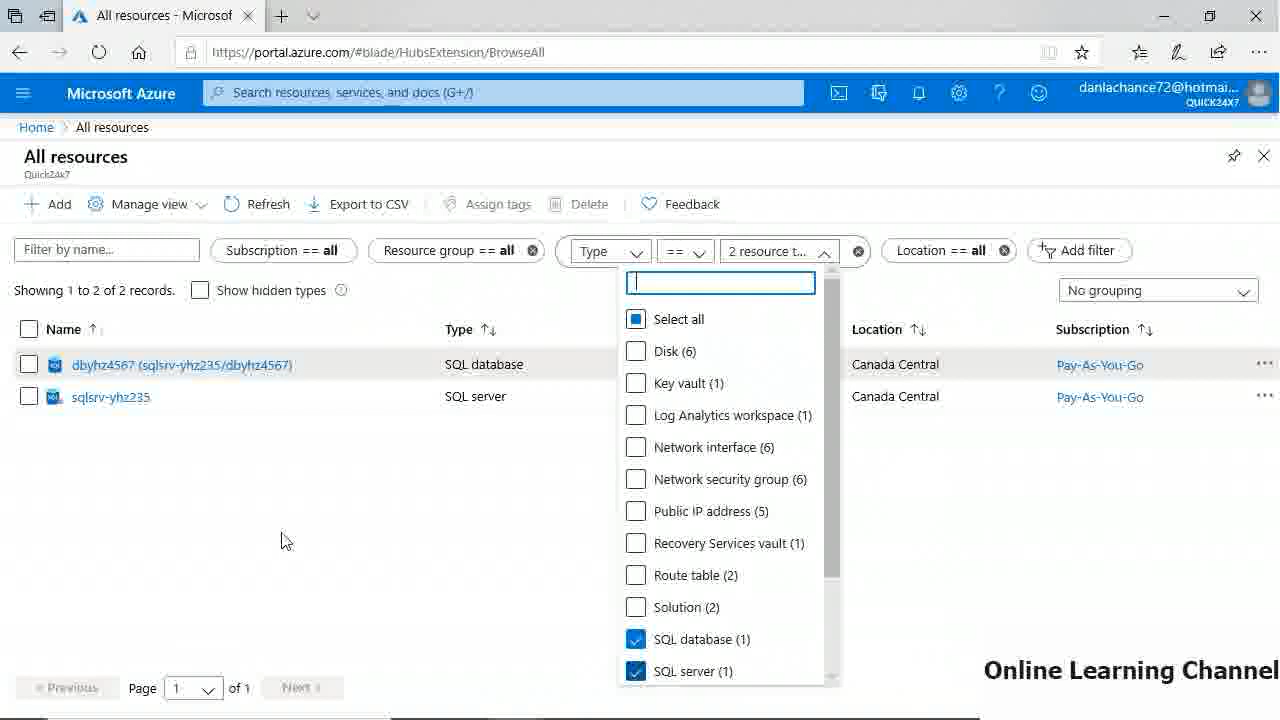 All resources - Microsof
https://portal.azure.com/#blade/HubsExtension/BrowseAll
Microsoft Azure
Search resources, services, and docs (G+/)
danlachance72@hotmai...
QUICK24X7
Home > All resources
All resources
Quick24x7
Add
Manage view
Refresh
Export to CSV
Assign tags
Delete
Feedback
Filter by name...
Subscription == all
Resource group == all
Type
==
2 resource t...
Location == all
Add filter
Showing 1 to 2 of 2 records.
Show hidden types
No grouping
Name
Type
Location
Subscription
dbyhz4567 (sqlsrv-yhz235/dbyhz4567)
SQL database
Canada Central
Pay-As-You-Go
sqlsrv-yhz235
SQL server
Canada Central
Pay-As-You-Go
Select all
Disk (6)
Key vault (1)
Log Analytics workspace (1)
Network interface (6)
Network security group (6)
Public IP address (5)
Recovery Services vault (1)
Route table (2)
Solution (2)
SQL database (1)
SQL server (1)
< Previous
Page 1 of 1
Next >
Online Learning Channel